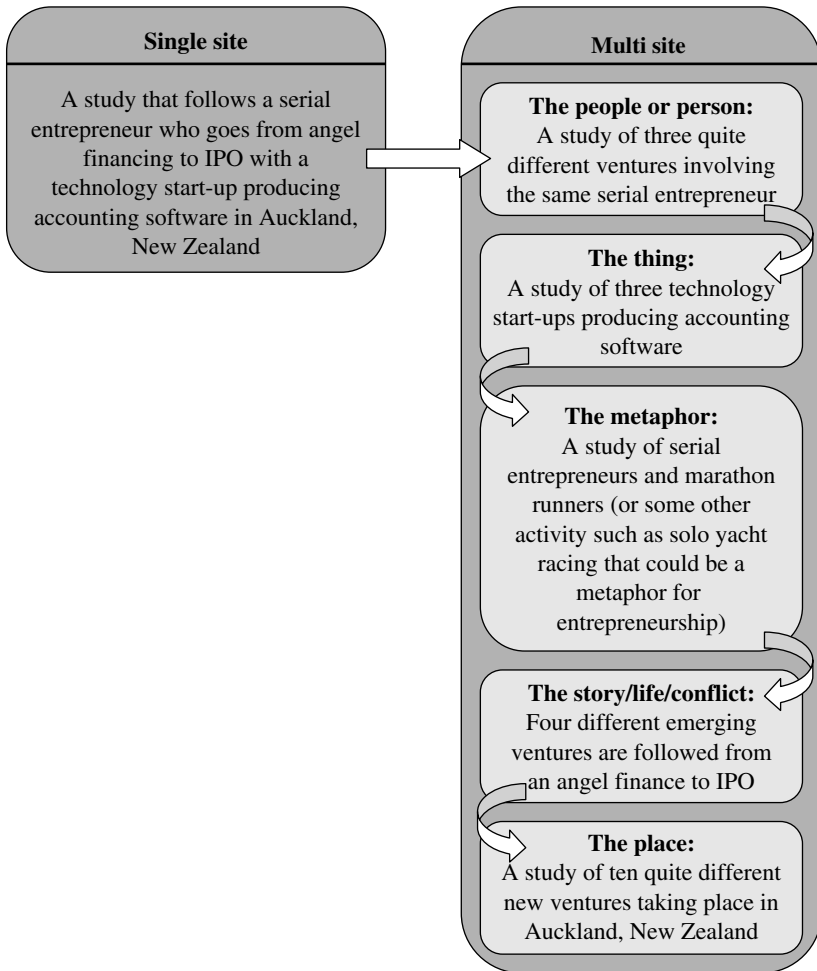 Single site
A study that follows a serial
entrepreneur who goes from angel
financing to IPO with a
technology start-up producing
accounting software in Auckland,
New Zealand
Multi site
The people or person:
A study of three quite
different ventures involving
the same serial entrepreneur
The thing:
A study of three technology
start-ups producing accounting
software
The metaphor:
A study of serial
entrepreneurs and marathon
runners (or some other
activity such as solo yacht
racing that could be a
metaphor for
entrepreneurship)
The story/life/conflict:
Four different emerging
ventures are followed from
an angel finance to IPO
The place:
A study of ten quite different
new ventures taking place in
Auckland, New Zealand